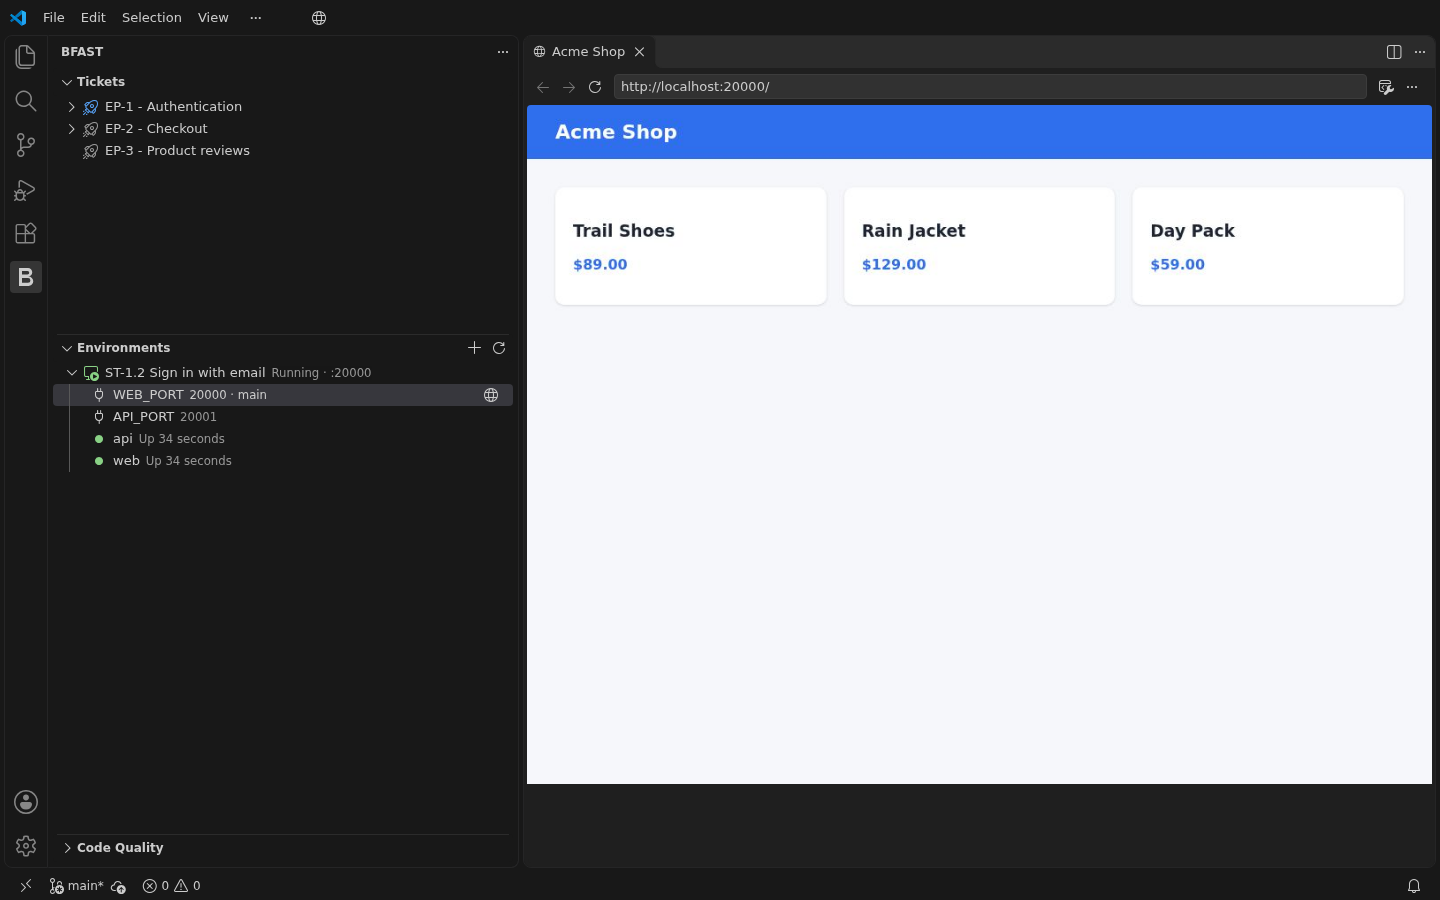 File Edit Selection View ···
BFAST
Tickets
EP-1 - Authentication
EP-2 - Checkout
EP-3 - Product reviews
Environments
ST-1.2 Sign in with email Running · :20000
WEB_PORT 20000 · main
API_PORT 20001
api Up 34 seconds
web Up 34 seconds
Code Quality
Acme Shop
http://localhost:20000/
Acme Shop
Trail Shoes
$89.00
Rain Jacket
$129.00
Day Pack
$59.00
B
main* 0 0